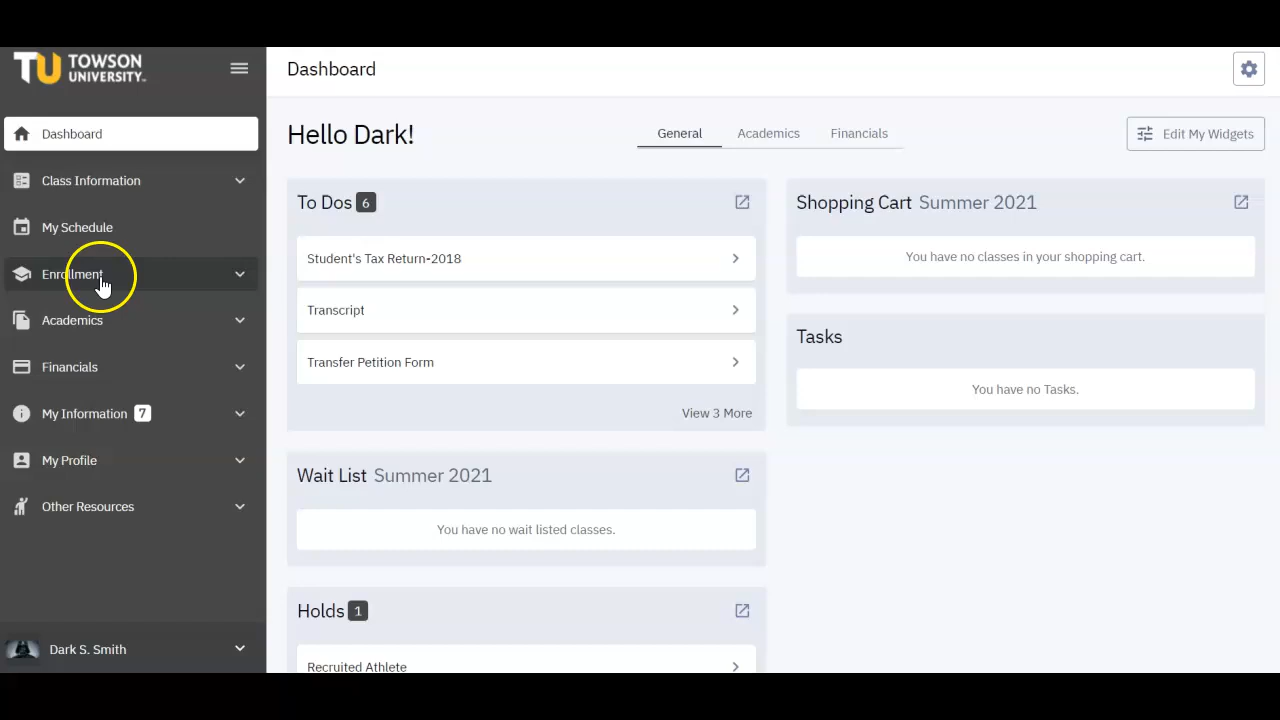 TU TOWSON
UNIVERSITY.
Dashboard
Class Information
My Schedule
Enrollment
Academics
Financials
My Information 7
My Profile
Other Resources
Dark S. Smith
Dashboard
Hello Dark!
General Academics Financials
Edit My Widgets
To Dos 6
Student's Tax Return-2018
Transcript
Transfer Petition Form
View 3 More
Wait List Summer 2021
You have no wait listed classes.
Holds 1
Recruited Athlete
Shopping Cart Summer 2021
You have no classes in your shopping cart.
Tasks
You have no Tasks.